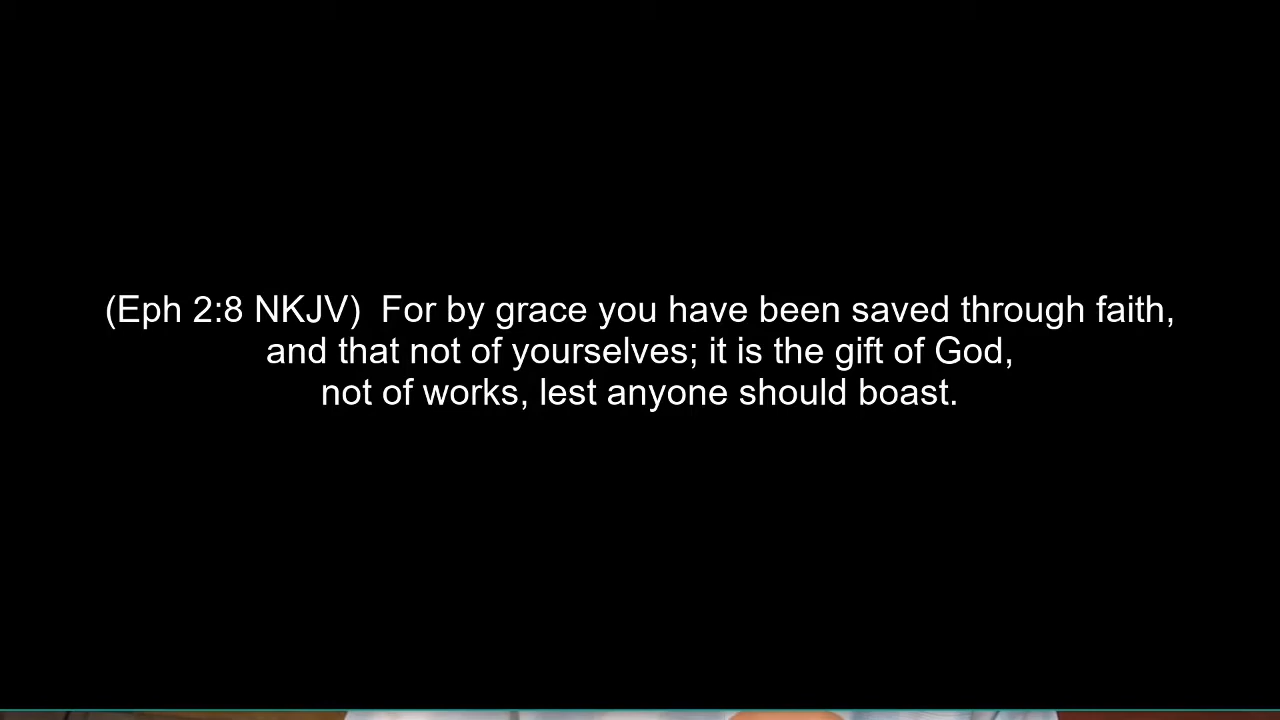 (Eph 2:8 NKJV)  For by grace you have been saved through faith,
and that not of yourselves; it is the gift of God,
not of works, lest anyone should boast.